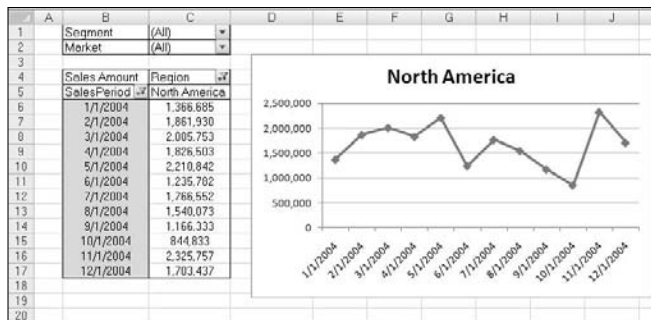 A B C D E F G H I J
1 Segment (All)
2 Market (All)
3
4 Sales Amount Region
5 SalesPeriod North America
6 1/1/2004 1,366,685
7 2/1/2004 1,861,930
8 3/1/2004 2,005,753
9 4/1/2004 1,826,503
10 5/1/2004 2,210,842
11 6/1/2004 1,235,782
12 7/1/2004 1,766,552
13 8/1/2004 1,540,073
14 9/1/2004 1,166,333
15 10/1/2004 844,833
16 11/1/2004 2,325,757
17 12/1/2004 1,703,437
18
19
20
North America
2,500,000
2,000,000
1,500,000
1,000,000
500,000
0
1/1/2004 2/1/2004 3/1/2004 4/1/2004 5/1/2004 6/1/2004 7/1/2004 8/1/2004 9/1/2004 10/1/2004 11/1/2004 12/1/2004